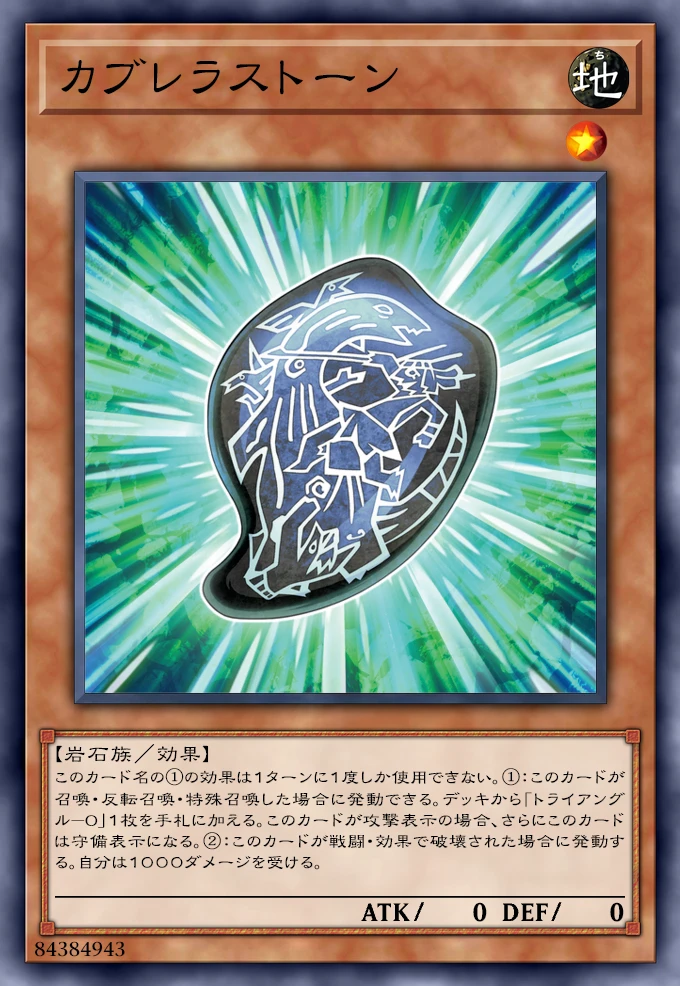 カブレラストーン
ち
地
【岩石族／効果】
このカード名の①の効果は1ターンに1度しか使用できない。①：このカードが
召喚・反転召喚・特殊召喚した場合に発動できる。デッキから「トライアング
ル－O」1枚を手札に加える。このカードが攻撃表示の場合、さらにこのカード
は守備表示になる。②：このカードが戦闘・効果で破壊された場合に発動す
る。自分は1000ダメージを受ける。
ATK/ 0 DEF/ 0
84384943